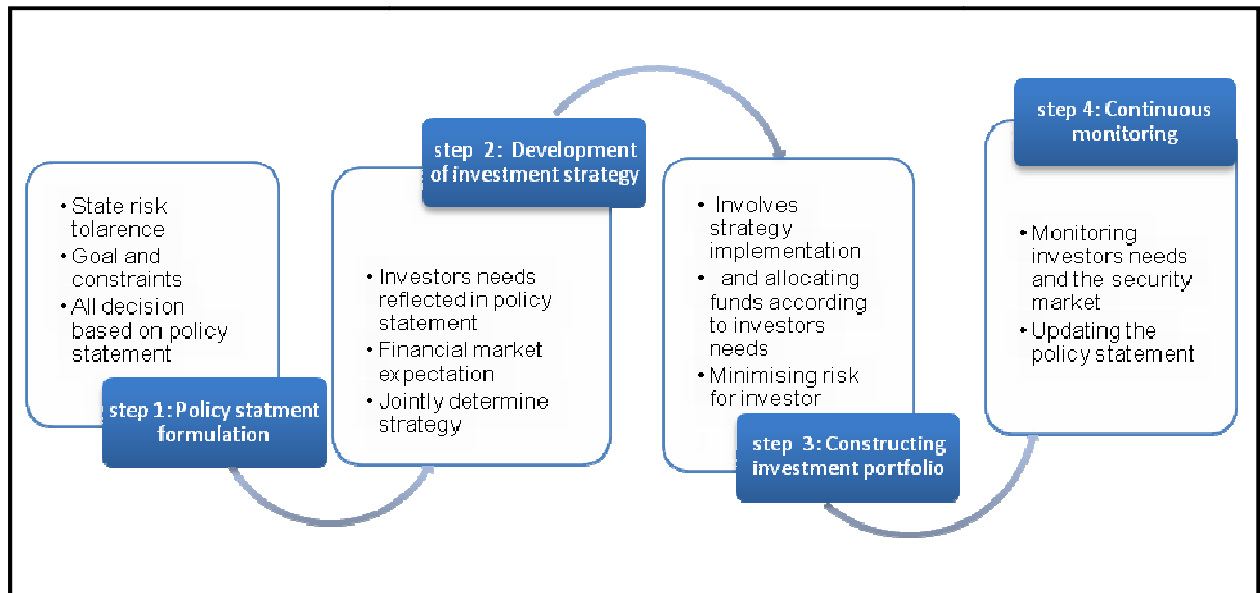 • State risk
tolarence
• Goal and
constraints
• All decision
based on policy
statement
step 1: Policy statment
formulation
step 2: Development
of investment strategy
• Investors needs
reflected in policy
statement
• Financial market
expectation
• Jointly determine
strategy
• Involves
strategy
implementation
• and allocating
funds according
to investors
needs
• Minimising risk
for investor
step 3: Constructing
investment portfolio
step 4: Continuous
monitoring
• Monitoring
investors needs
and the security
market
• Updating the
policy statement